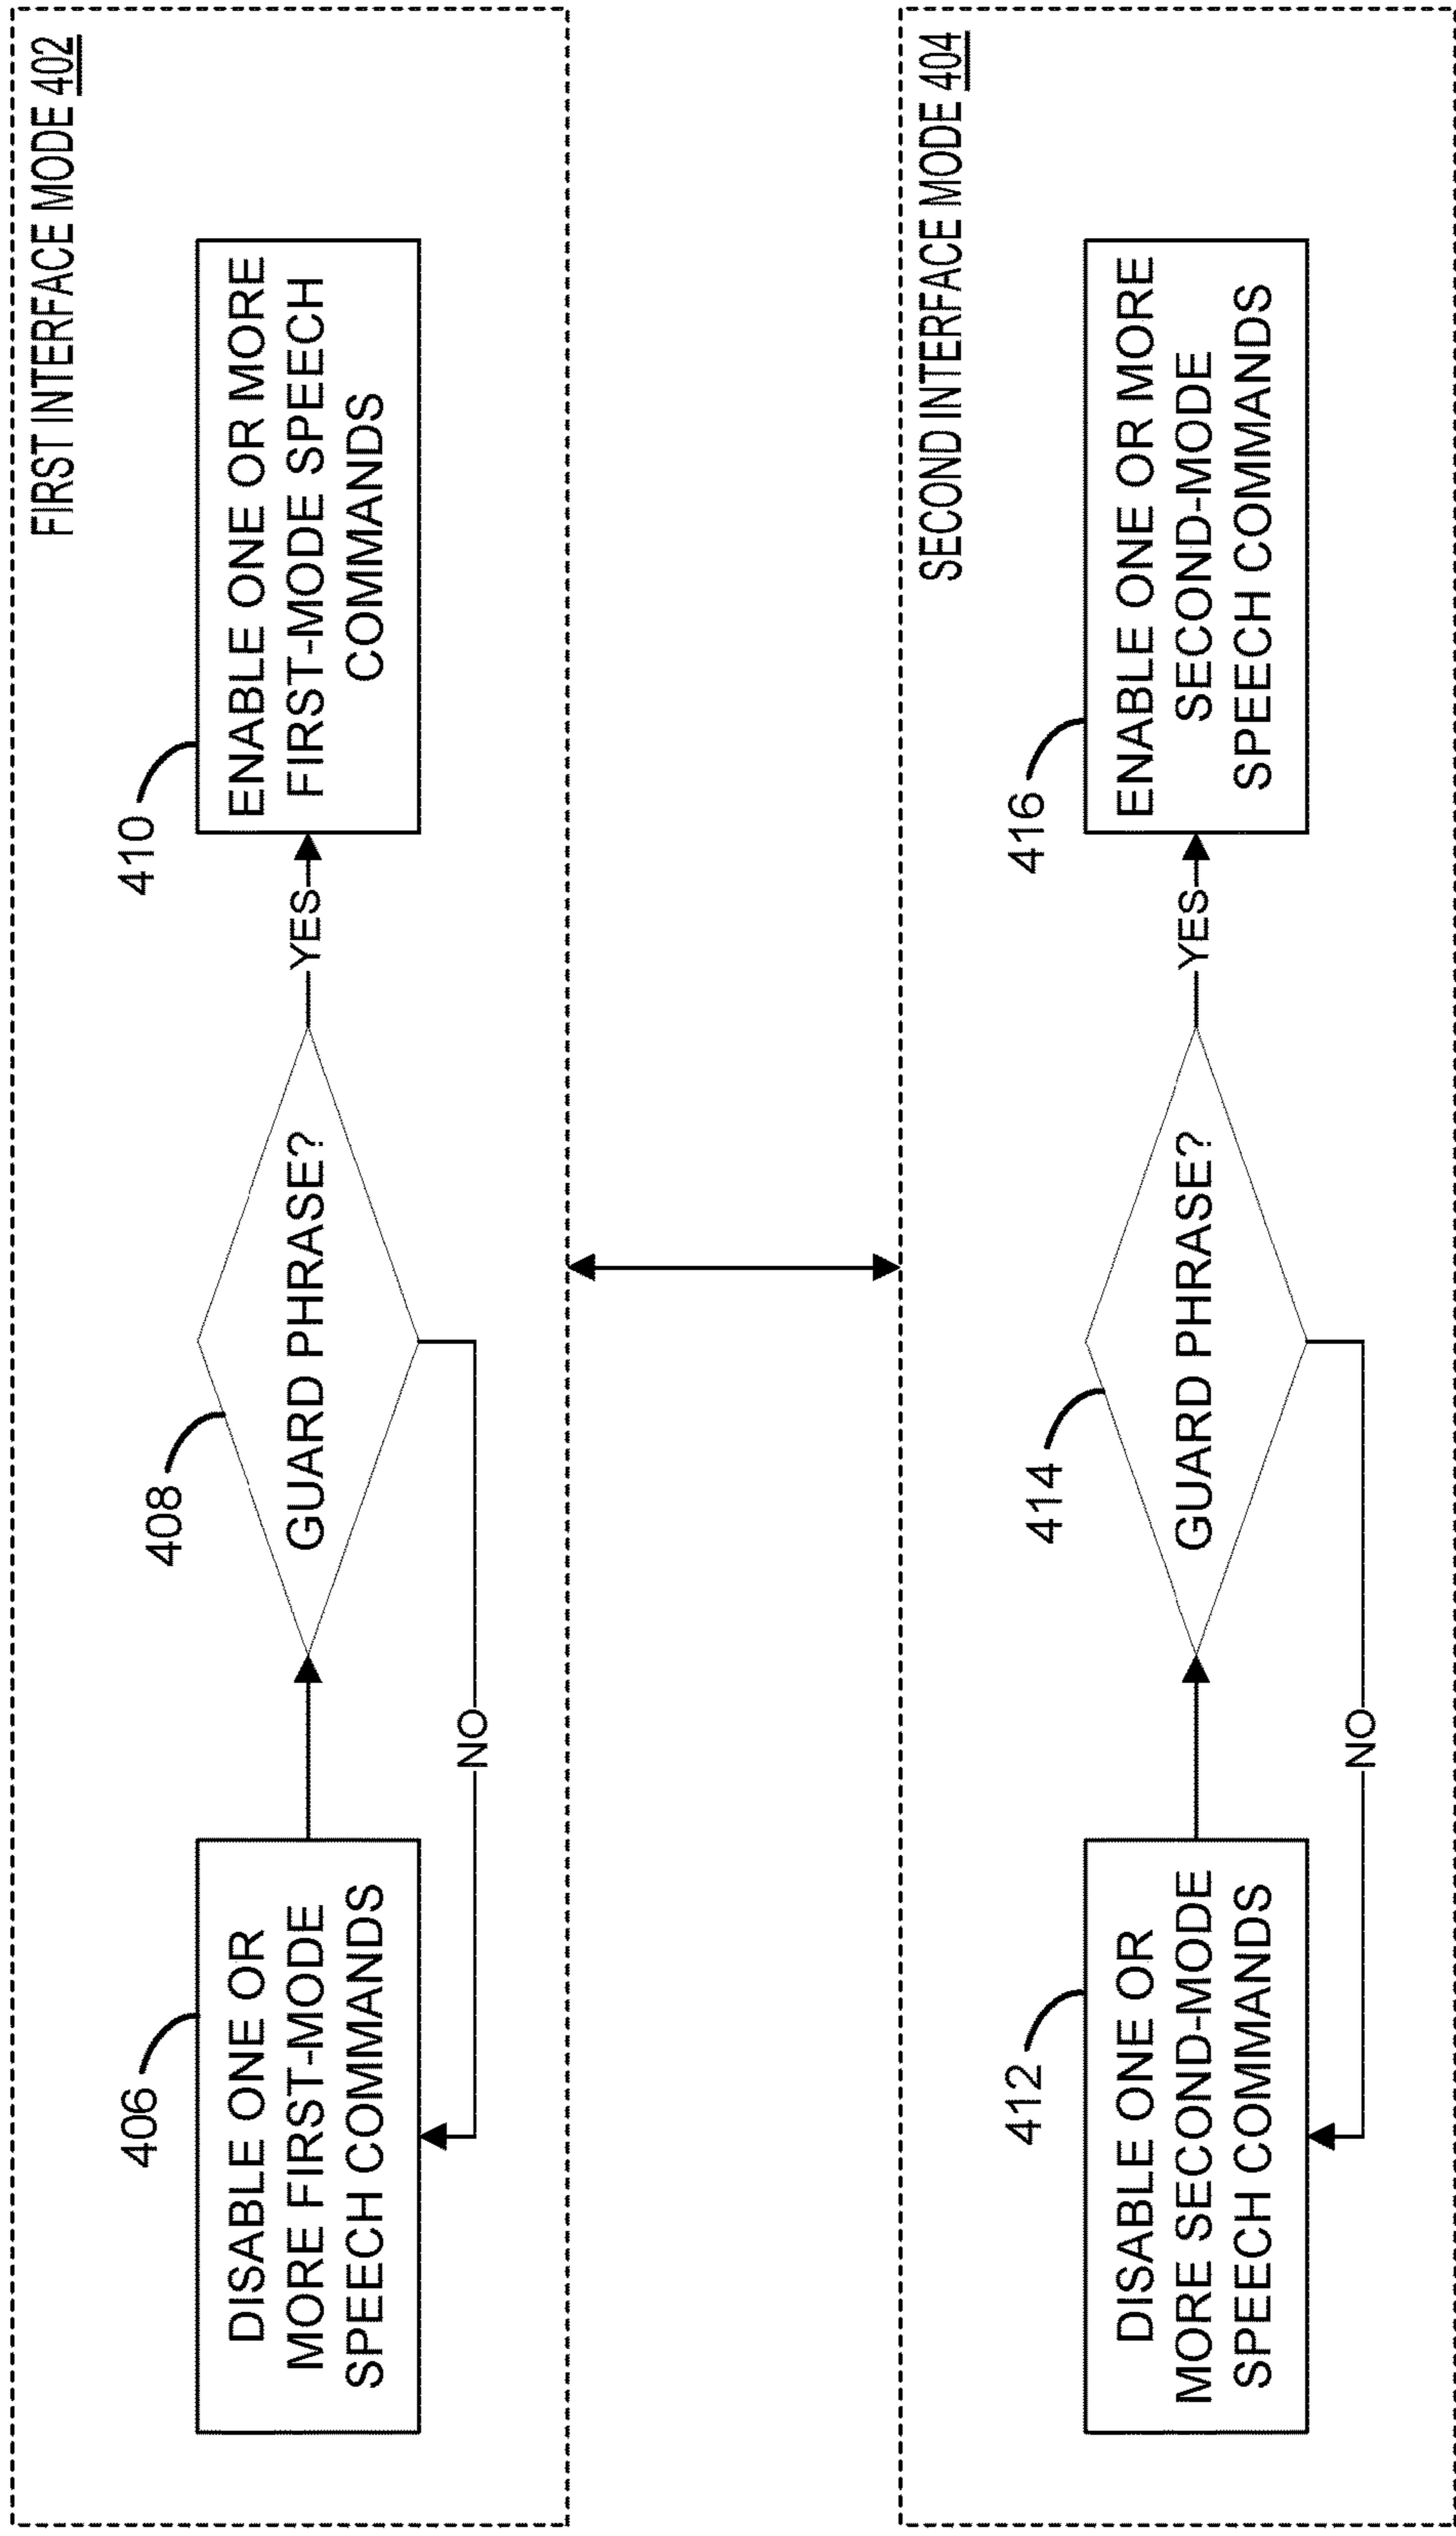 FIRST INTERFACE MODE 402
406
DISABLE ONE OR
MORE FIRST-MODE
SPEECH COMMANDS
408
GUARD PHRASE?
NO
YES
410
ENABLE ONE OR MORE
FIRST-MODE SPEECH
COMMANDS
SECOND INTERFACE MODE 404
412
DISABLE ONE OR
MORE SECOND-MODE
SPEECH COMMANDS
414
GUARD PHRASE?
NO
YES
416
ENABLE ONE OR MORE
SECOND-MODE
SPEECH COMMANDS